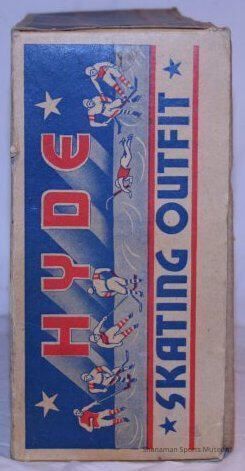 HYDE
SKATING OUTFIT
Shanaman Sports Museum